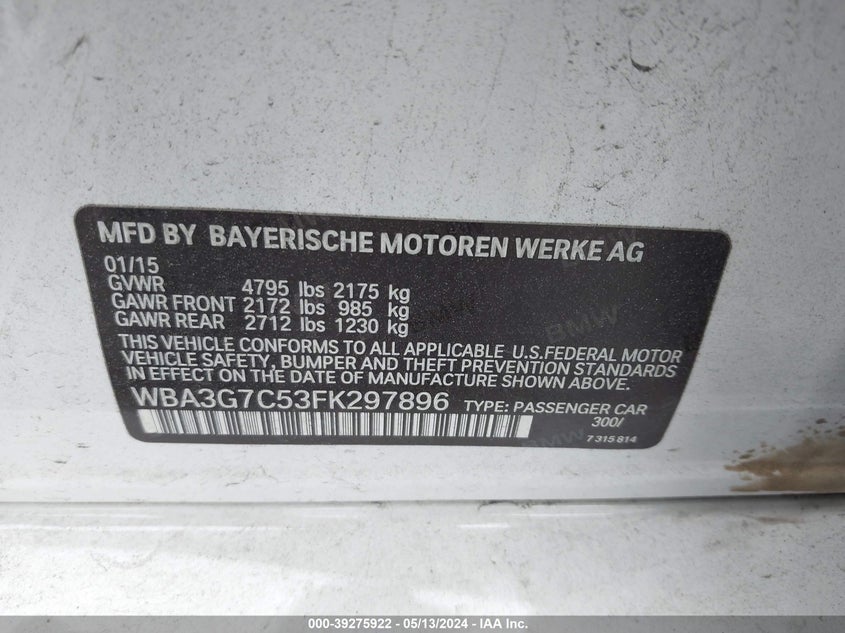 MFD BY BAYERISCHE MOTOREN WERKE AG
01/15
GVWR 4795 lbs 2175 kg
GAWR FRONT 2172 lbs 985 kg
GAWR REAR 2712 lbs 1230 kg
THIS VEHICLE CONFORMS TO ALL APPLICABLE U.S.FEDERAL MOTOR
VEHICLE SAFETY, BUMPER AND THEFT PREVENTION STANDARDS
IN EFFECT ON THE DATE OF MANUFACTURE SHOWN ABOVE.
WBA3G7C53FK297896 TYPE: PASSENGER CAR
300/
7 315 814
BMW
BMW
BMW
000-39275922 - 05/13/2024 - IAA Inc.